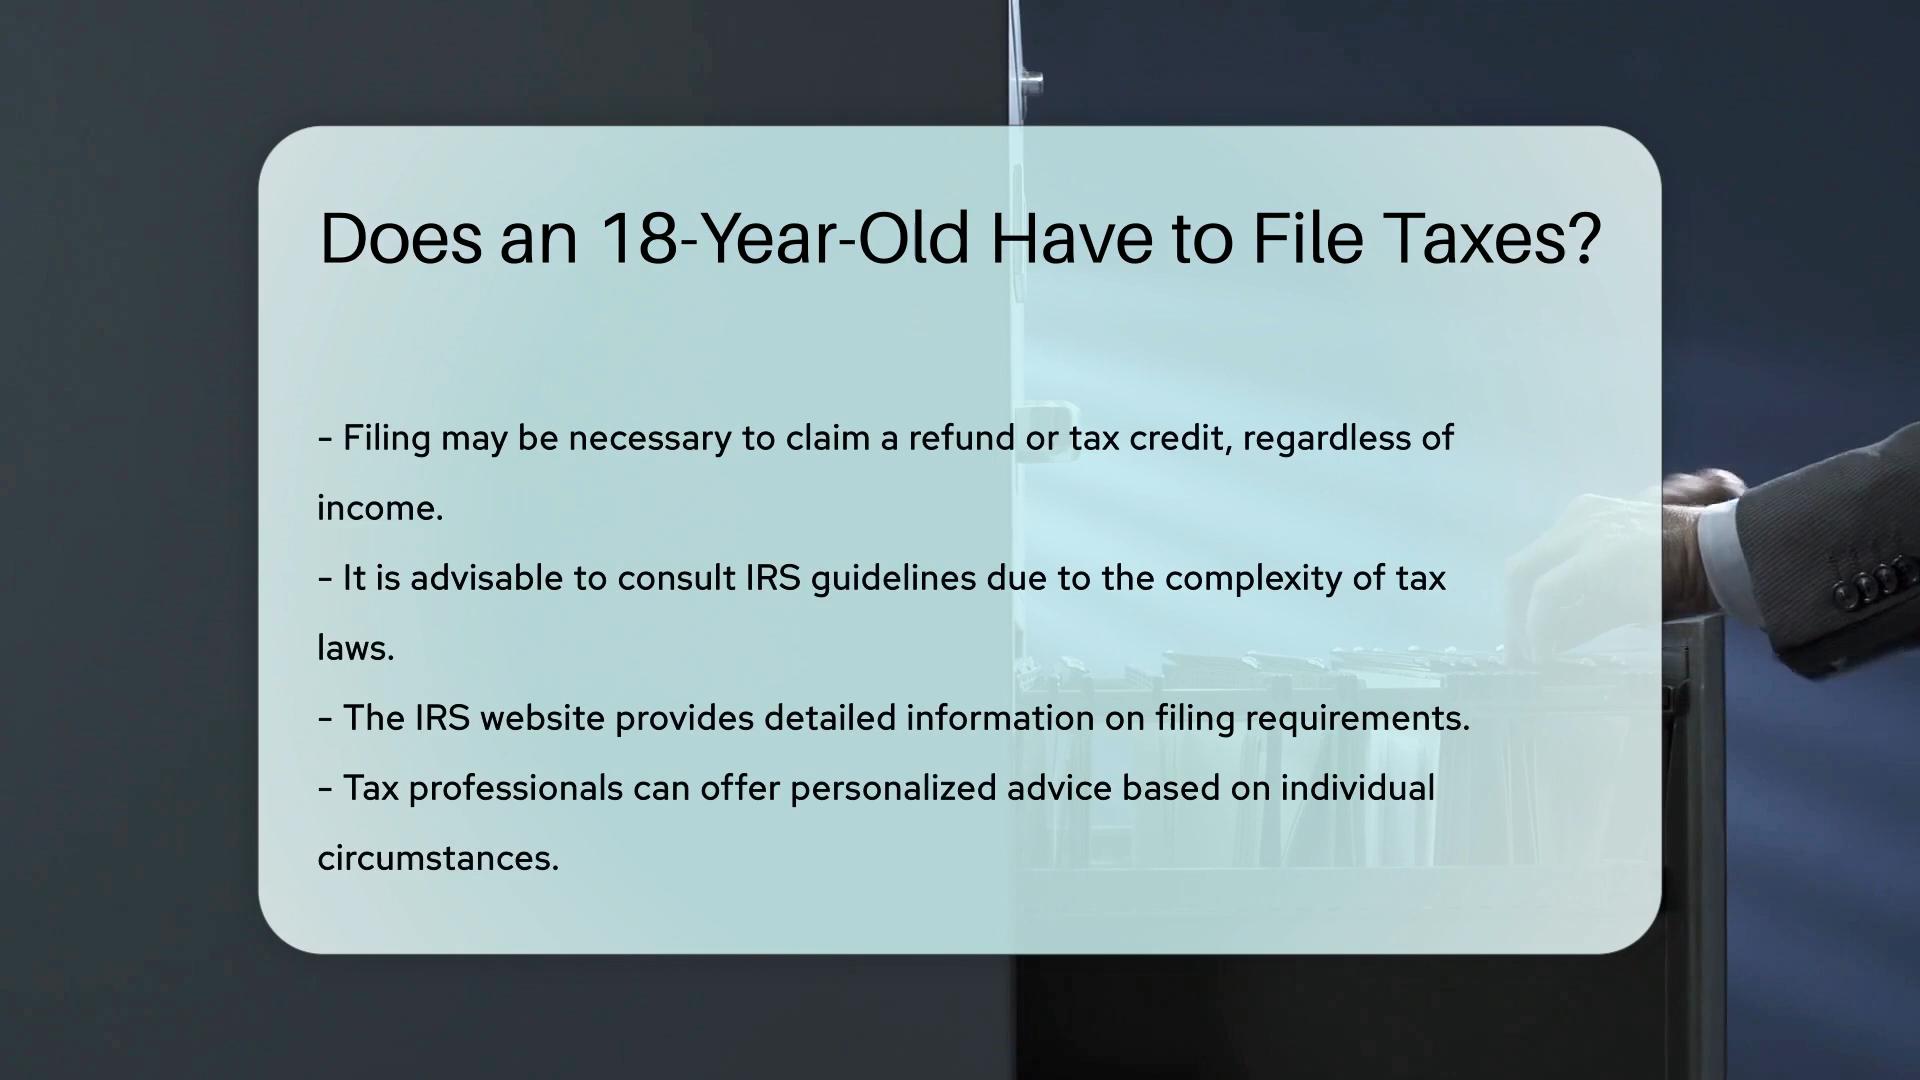 Does an 18-Year-Old Have to File Taxes?
- Filing may be necessary to claim a refund or tax credit, regardless of
income.
- It is advisable to consult IRS guidelines due to the complexity of tax
laws.
- The IRS website provides detailed information on filing requirements.
- Tax professionals can offer personalized advice based on individual
circumstances.